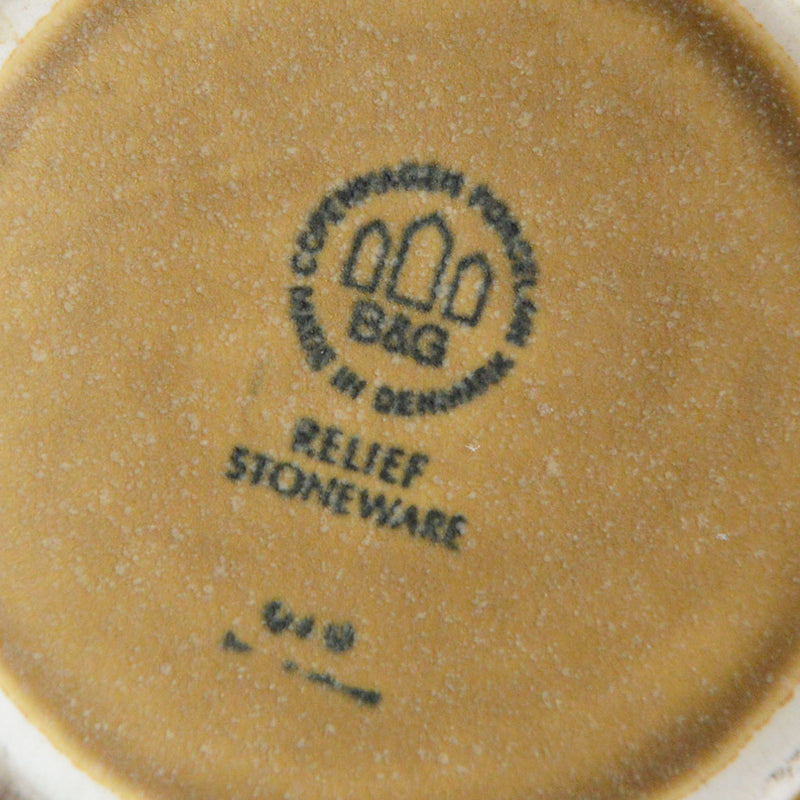 COPENHAGEN PORCELAIN
B&G
MADE IN DENMARK
RELIEF
STONEWARE